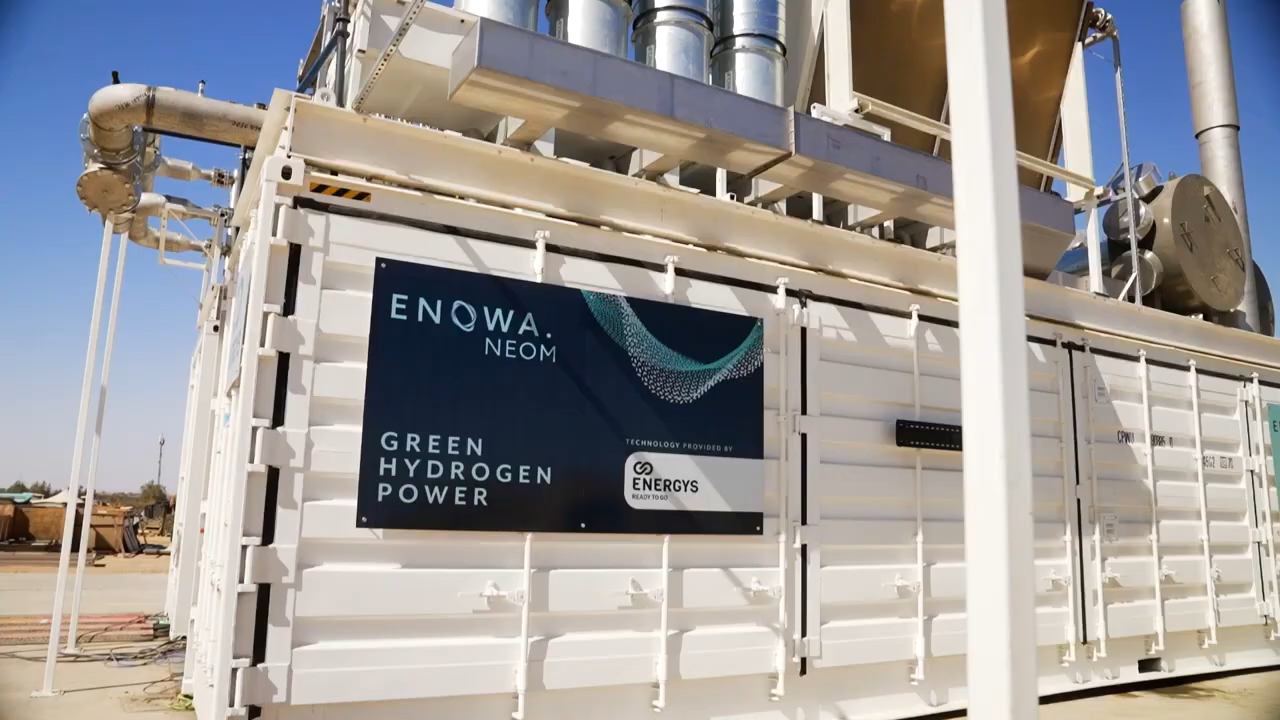 ENOWA.
NEOM
GREEN
HYDROGEN
POWER
TECHNOLOGY PROVIDED BY
ENERGYS
READY TO GO